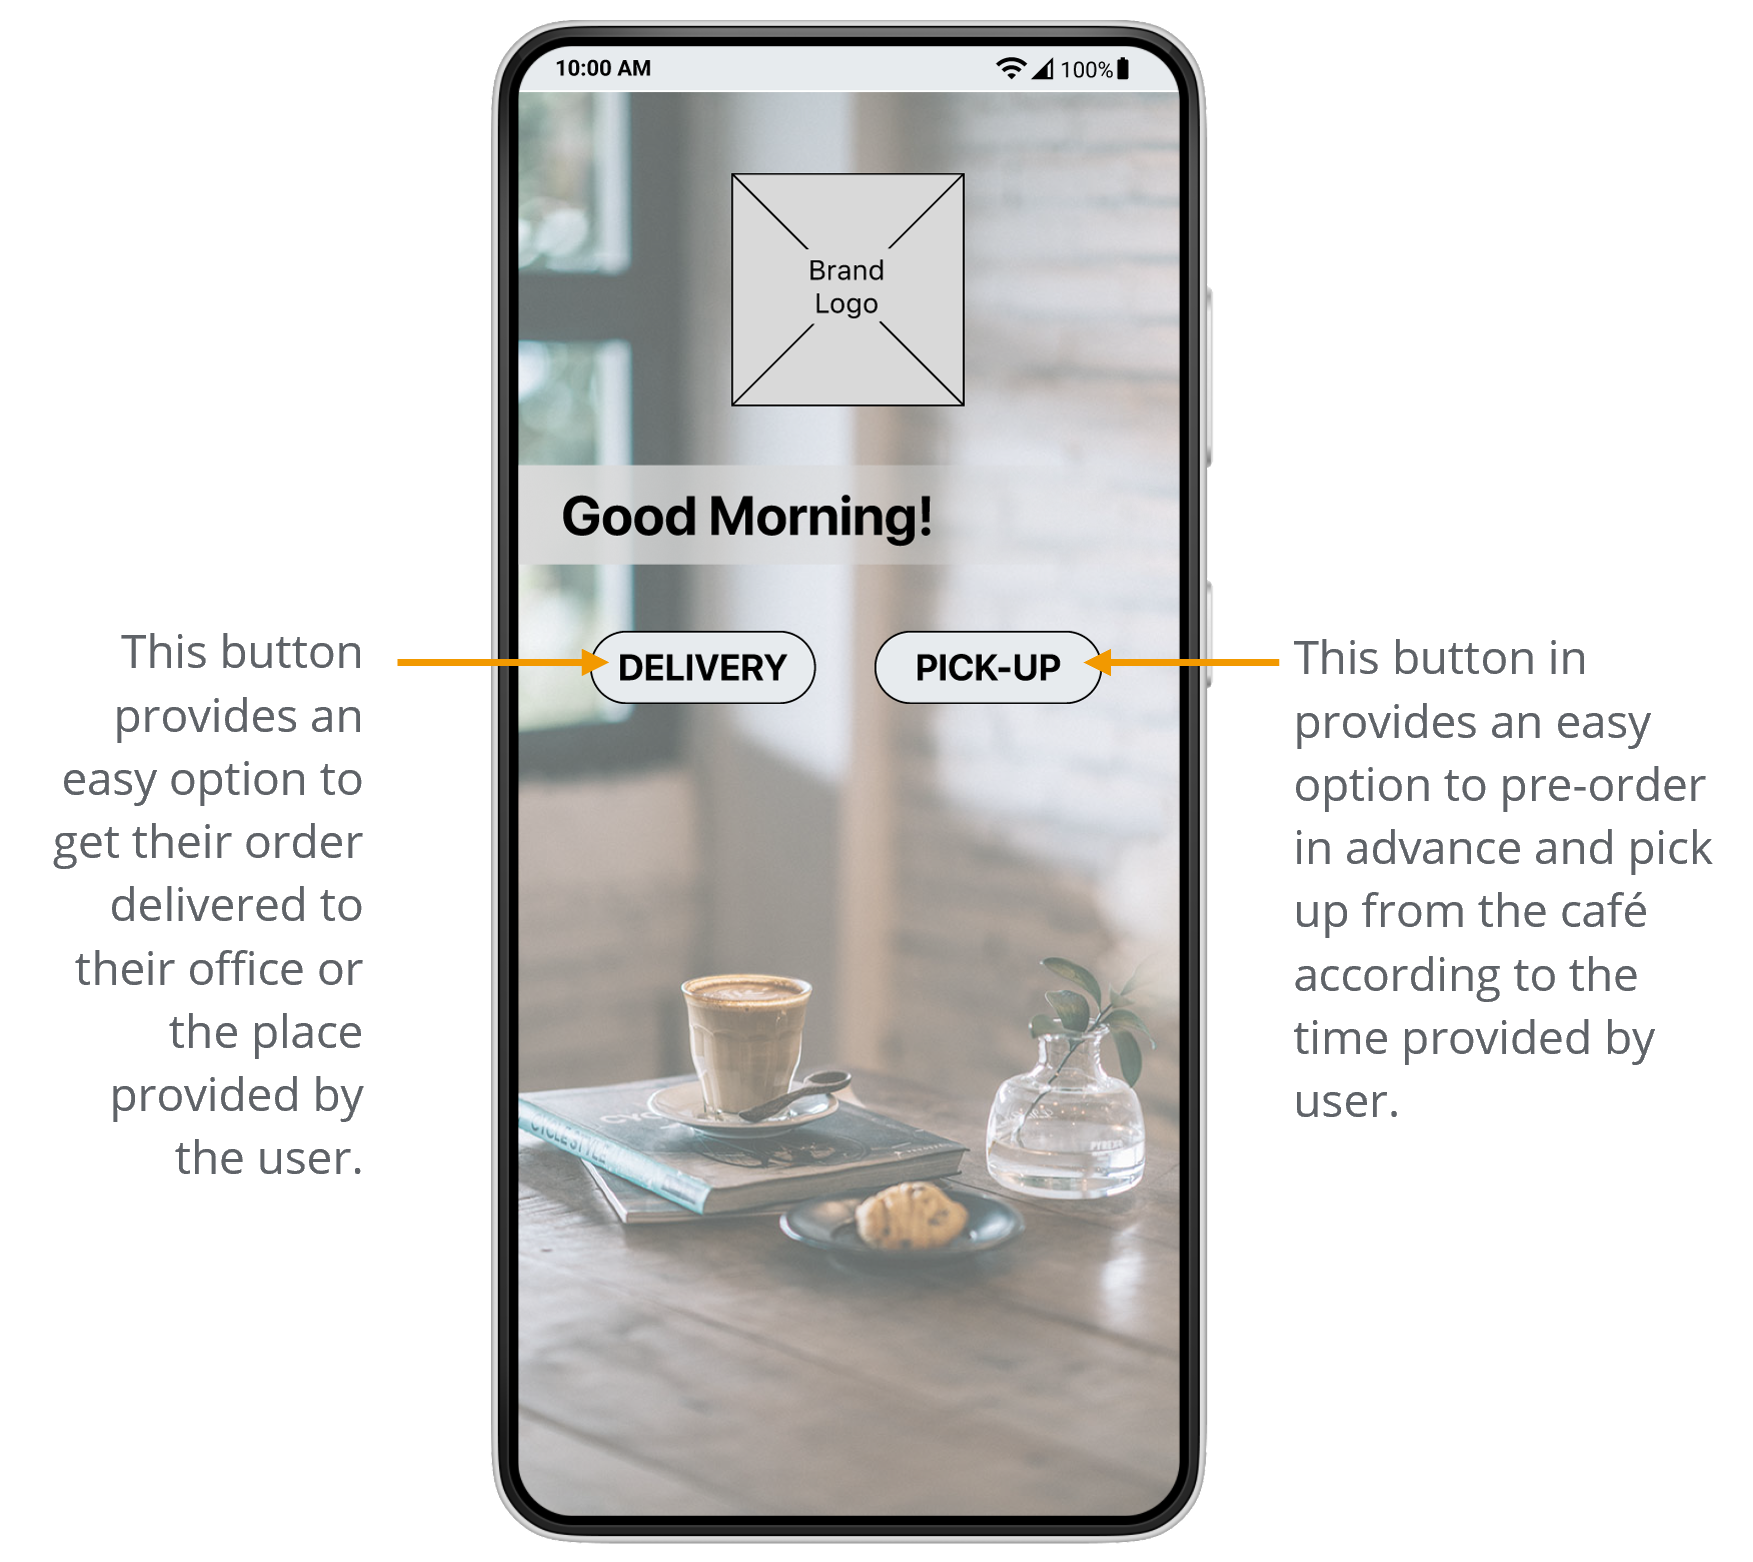 10:00 AM
100%
Brand
Logo
Good Morning!
DELIVERY
PICK-UP
This button
provides an
easy option to
get their order
delivered to
their office or
the place
provided by
the user.
This button in
provides an easy
option to pre-order
in advance and pick
up from the café
according to the
time provided by
user.
CYCLE STYLE
PYREX